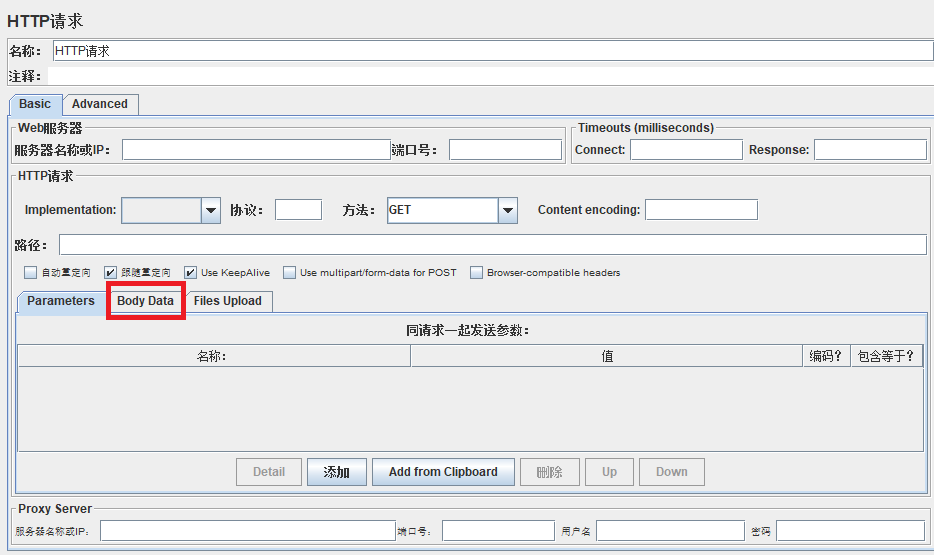 HTTP请求
名称： HTTP请求
注释：
Basic Advanced
Web服务器 Timeouts (milliseconds)
服务器名称或IP： 端口号： Connect: Response:
HTTP请求
Implementation: 协议： 方法： GET Content encoding:
路径：
自动重定向 跟随重定向 Use KeepAlive Use multipart/form-data for POST Browser-compatible headers
Parameters Body Data Files Upload
同请求一起发送参数：
名称： 值 编码？ 包含等于？
Detail 添加 Add from Clipboard 删除 Up Down
Proxy Server
服务器名称或IP： 端口号： 用户名 密码